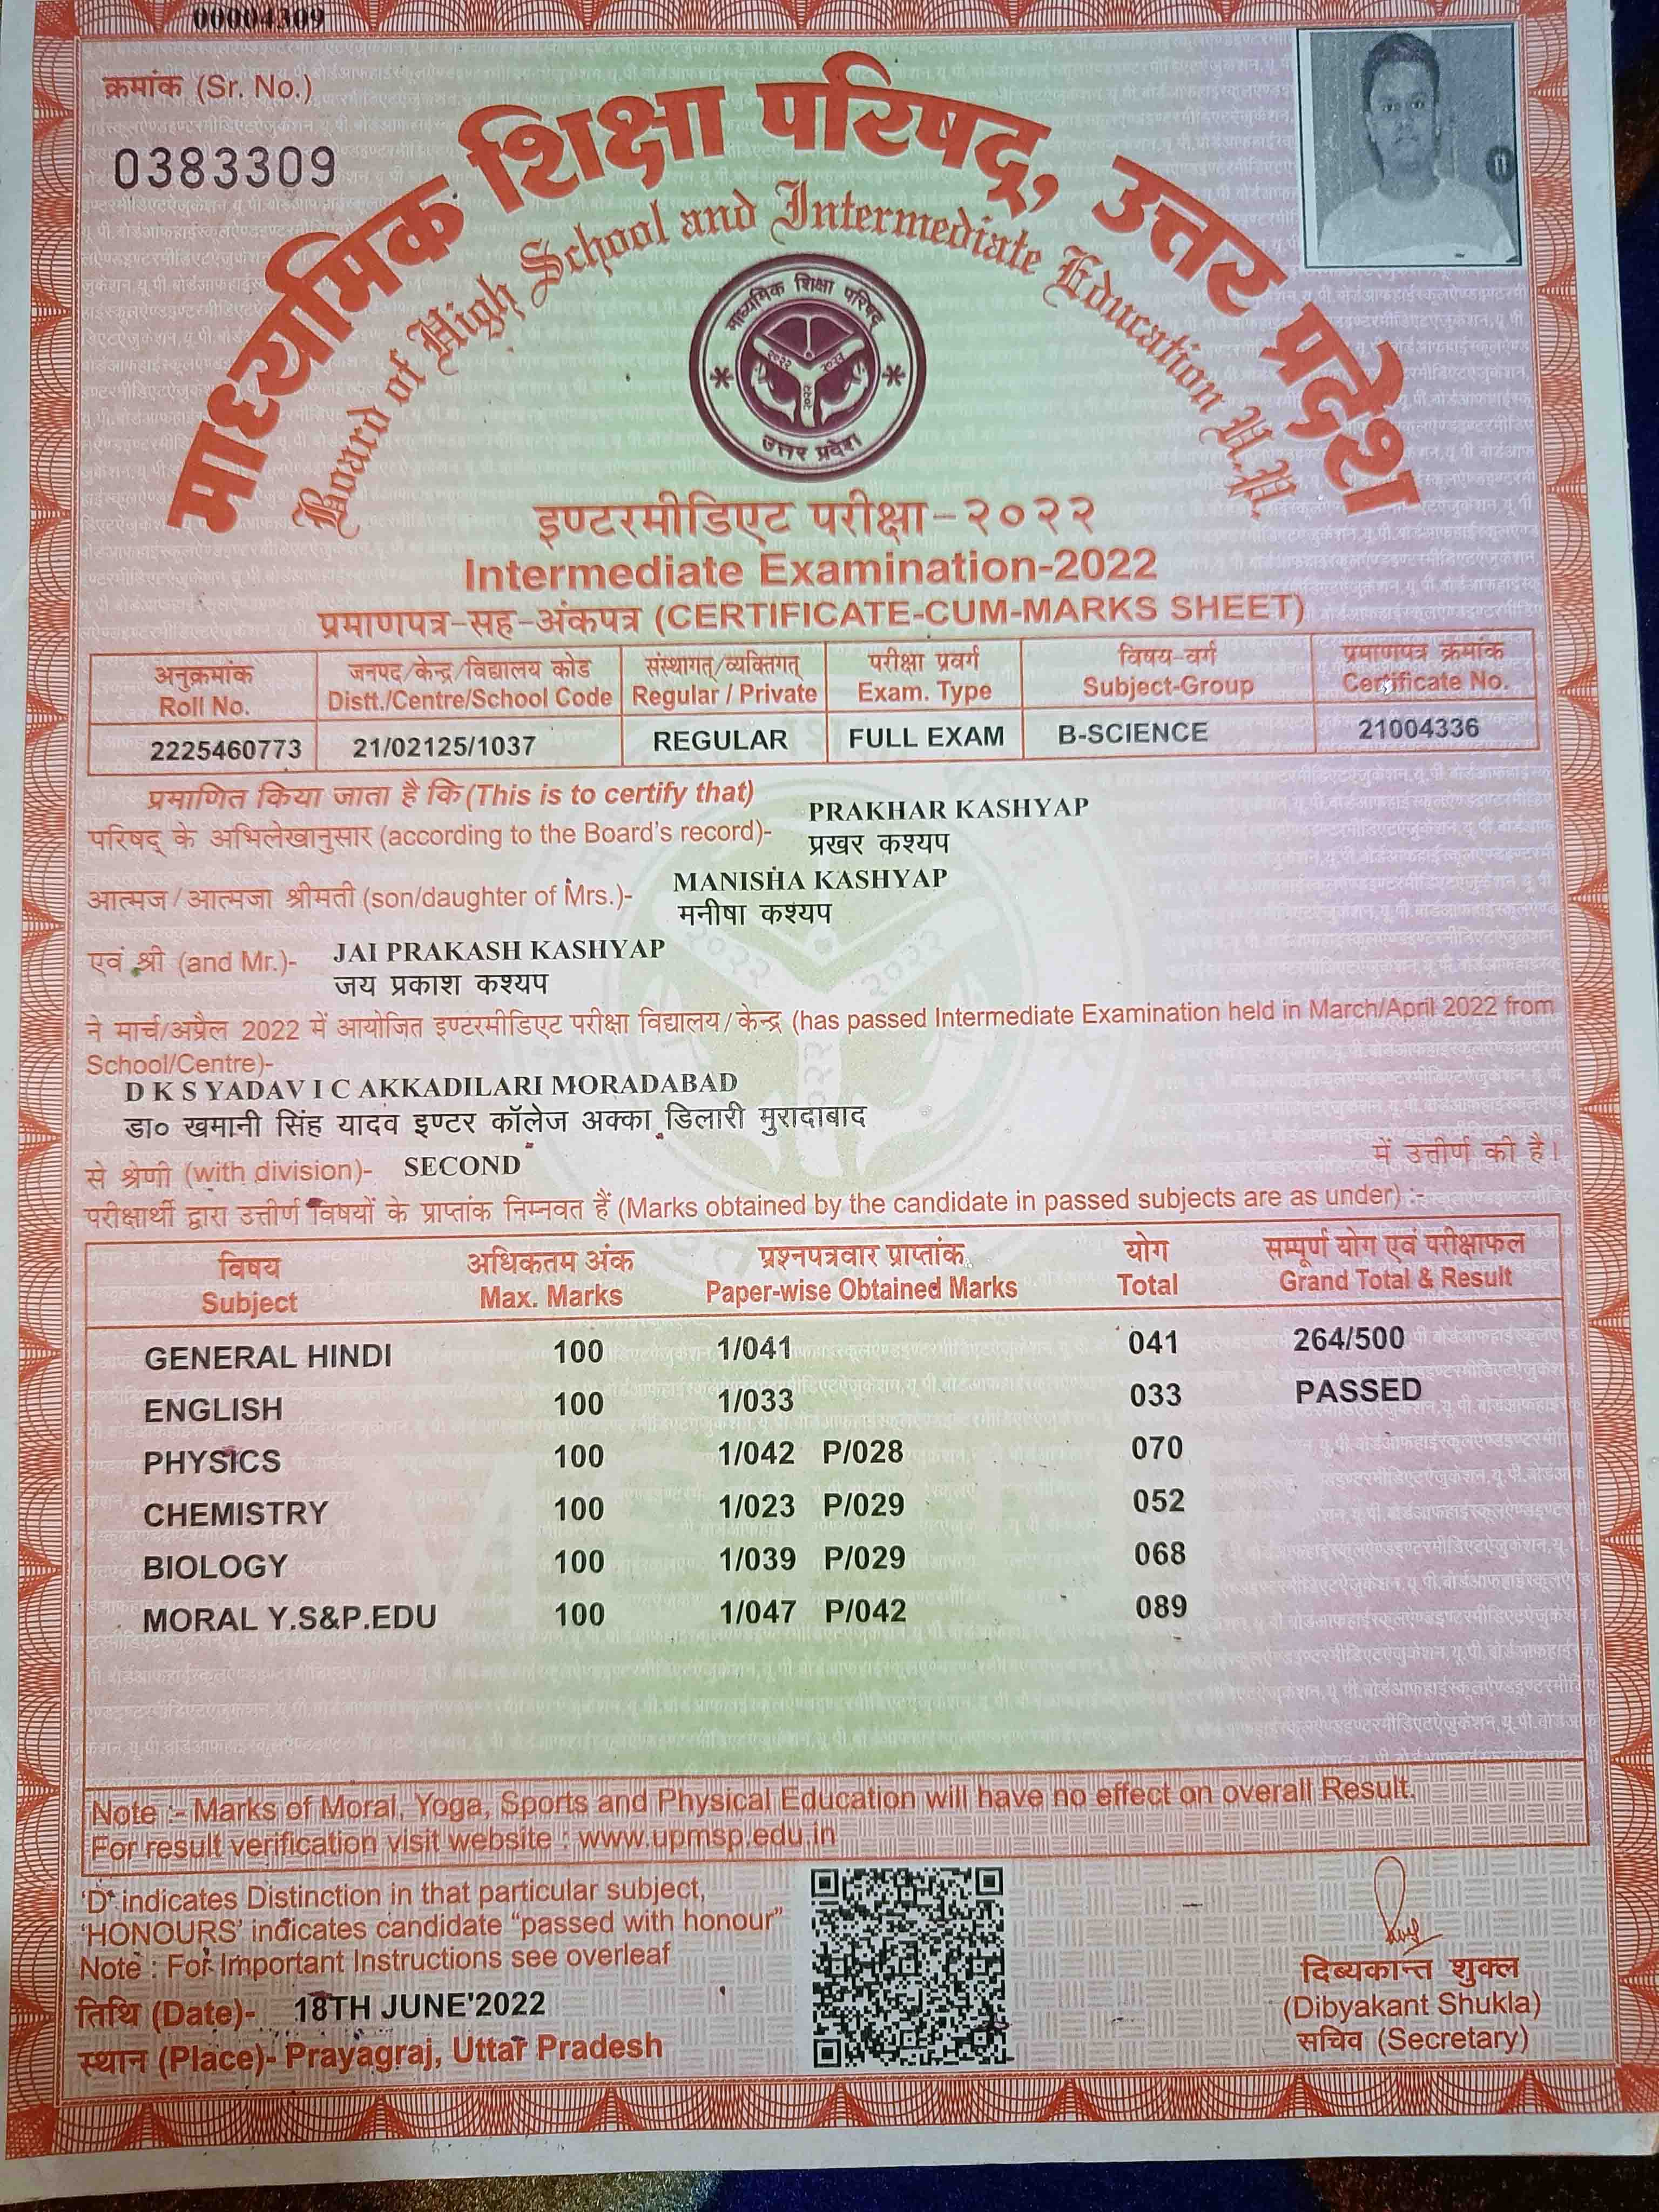 00004309
क्रमांक (Sr. No.)
0383309
माध्यमिक शिक्षा परिषद्, उत्तर प्रदेश
Board of High School and Intermediate Education U.P.
माध्यमिक शिक्षा परिषद्
उत्तर प्रदेश
इण्टरमीडिएट परीक्षा-२०२२
Intermediate Examination-2022
प्रमाणपत्र-सह-अंकपत्र (CERTIFICATE-CUM-MARKS SHEET)
अनुक्रमांक जनपद/केन्द्र/विद्यालय कोड संस्थागत्/व्यक्तिगत् परीक्षा प्रवर्ग विषय-वर्ग प्रमाणपत्र क्रमांक
Roll No. Distt./Centre/School Code Regular / Private Exam. Type Subject-Group Certificate No.
2225460773 21/02125/1037 REGULAR FULL EXAM B-SCIENCE 21004336
प्रमाणित किया जाता है कि (This is to certify that)
परिषद् के अभिलेखानुसार (according to the Board's record)- PRAKHAR KASHYAP
प्रखर कश्यप
आत्मज/आत्मजा श्रीमती (son/daughter of Mrs.)- MANISHA KASHYAP
मनीषा कश्यप
एवं श्री (and Mr.)- JAI PRAKASH KASHYAP
जय प्रकाश कश्यप
ने मार्च/अप्रैल 2022 में आयोजित इण्टरमीडिएट परीक्षा विद्यालय/केन्द्र (has passed Intermediate Examination held in March/April 2022 from
School/Centre)-
D K S YADAV I C AKKADILARI MORADABAD
डा० खमानी सिंह यादव इण्टर कॉलेज अक्का डिलारी मुरादाबाद
से श्रेणी (with division)- SECOND में उत्तीर्ण की है।
परीक्षार्थी द्वारा उत्तीर्ण विषयों के प्राप्तांक निम्नवत हैं (Marks obtained by the candidate in passed subjects are as under) :-
विषय अधिकतम अंक प्रश्नपत्रवार प्राप्तांक योग सम्पूर्ण योग एवं परीक्षाफल
Subject Max. Marks Paper-wise Obtained Marks Total Grand Total & Result
GENERAL HINDI 100 1/041 041 264/500
ENGLISH 100 1/033 033 PASSED
PHYSICS 100 1/042 P/028 070
CHEMISTRY 100 1/023 P/029 052
BIOLOGY 100 1/039 P/029 068
MORAL Y.S&P.EDU 100 1/047 P/042 089
Note :- Marks of Moral, Yoga, Sports and Physical Education will have no effect on overall Result.
For result verification visit website : www.upmsp.edu.in
'D' indicates Distinction in that particular subject,
'HONOURS' indicates candidate "passed with honour"
Note : For Important Instructions see overleaf
तिथि (Date)- 18TH JUNE'2022
स्थान (Place)- Prayagraj, Uttar Pradesh
दिब्यकान्त शुक्ल
(Dibyakant Shukla)
सचिव (Secretary)